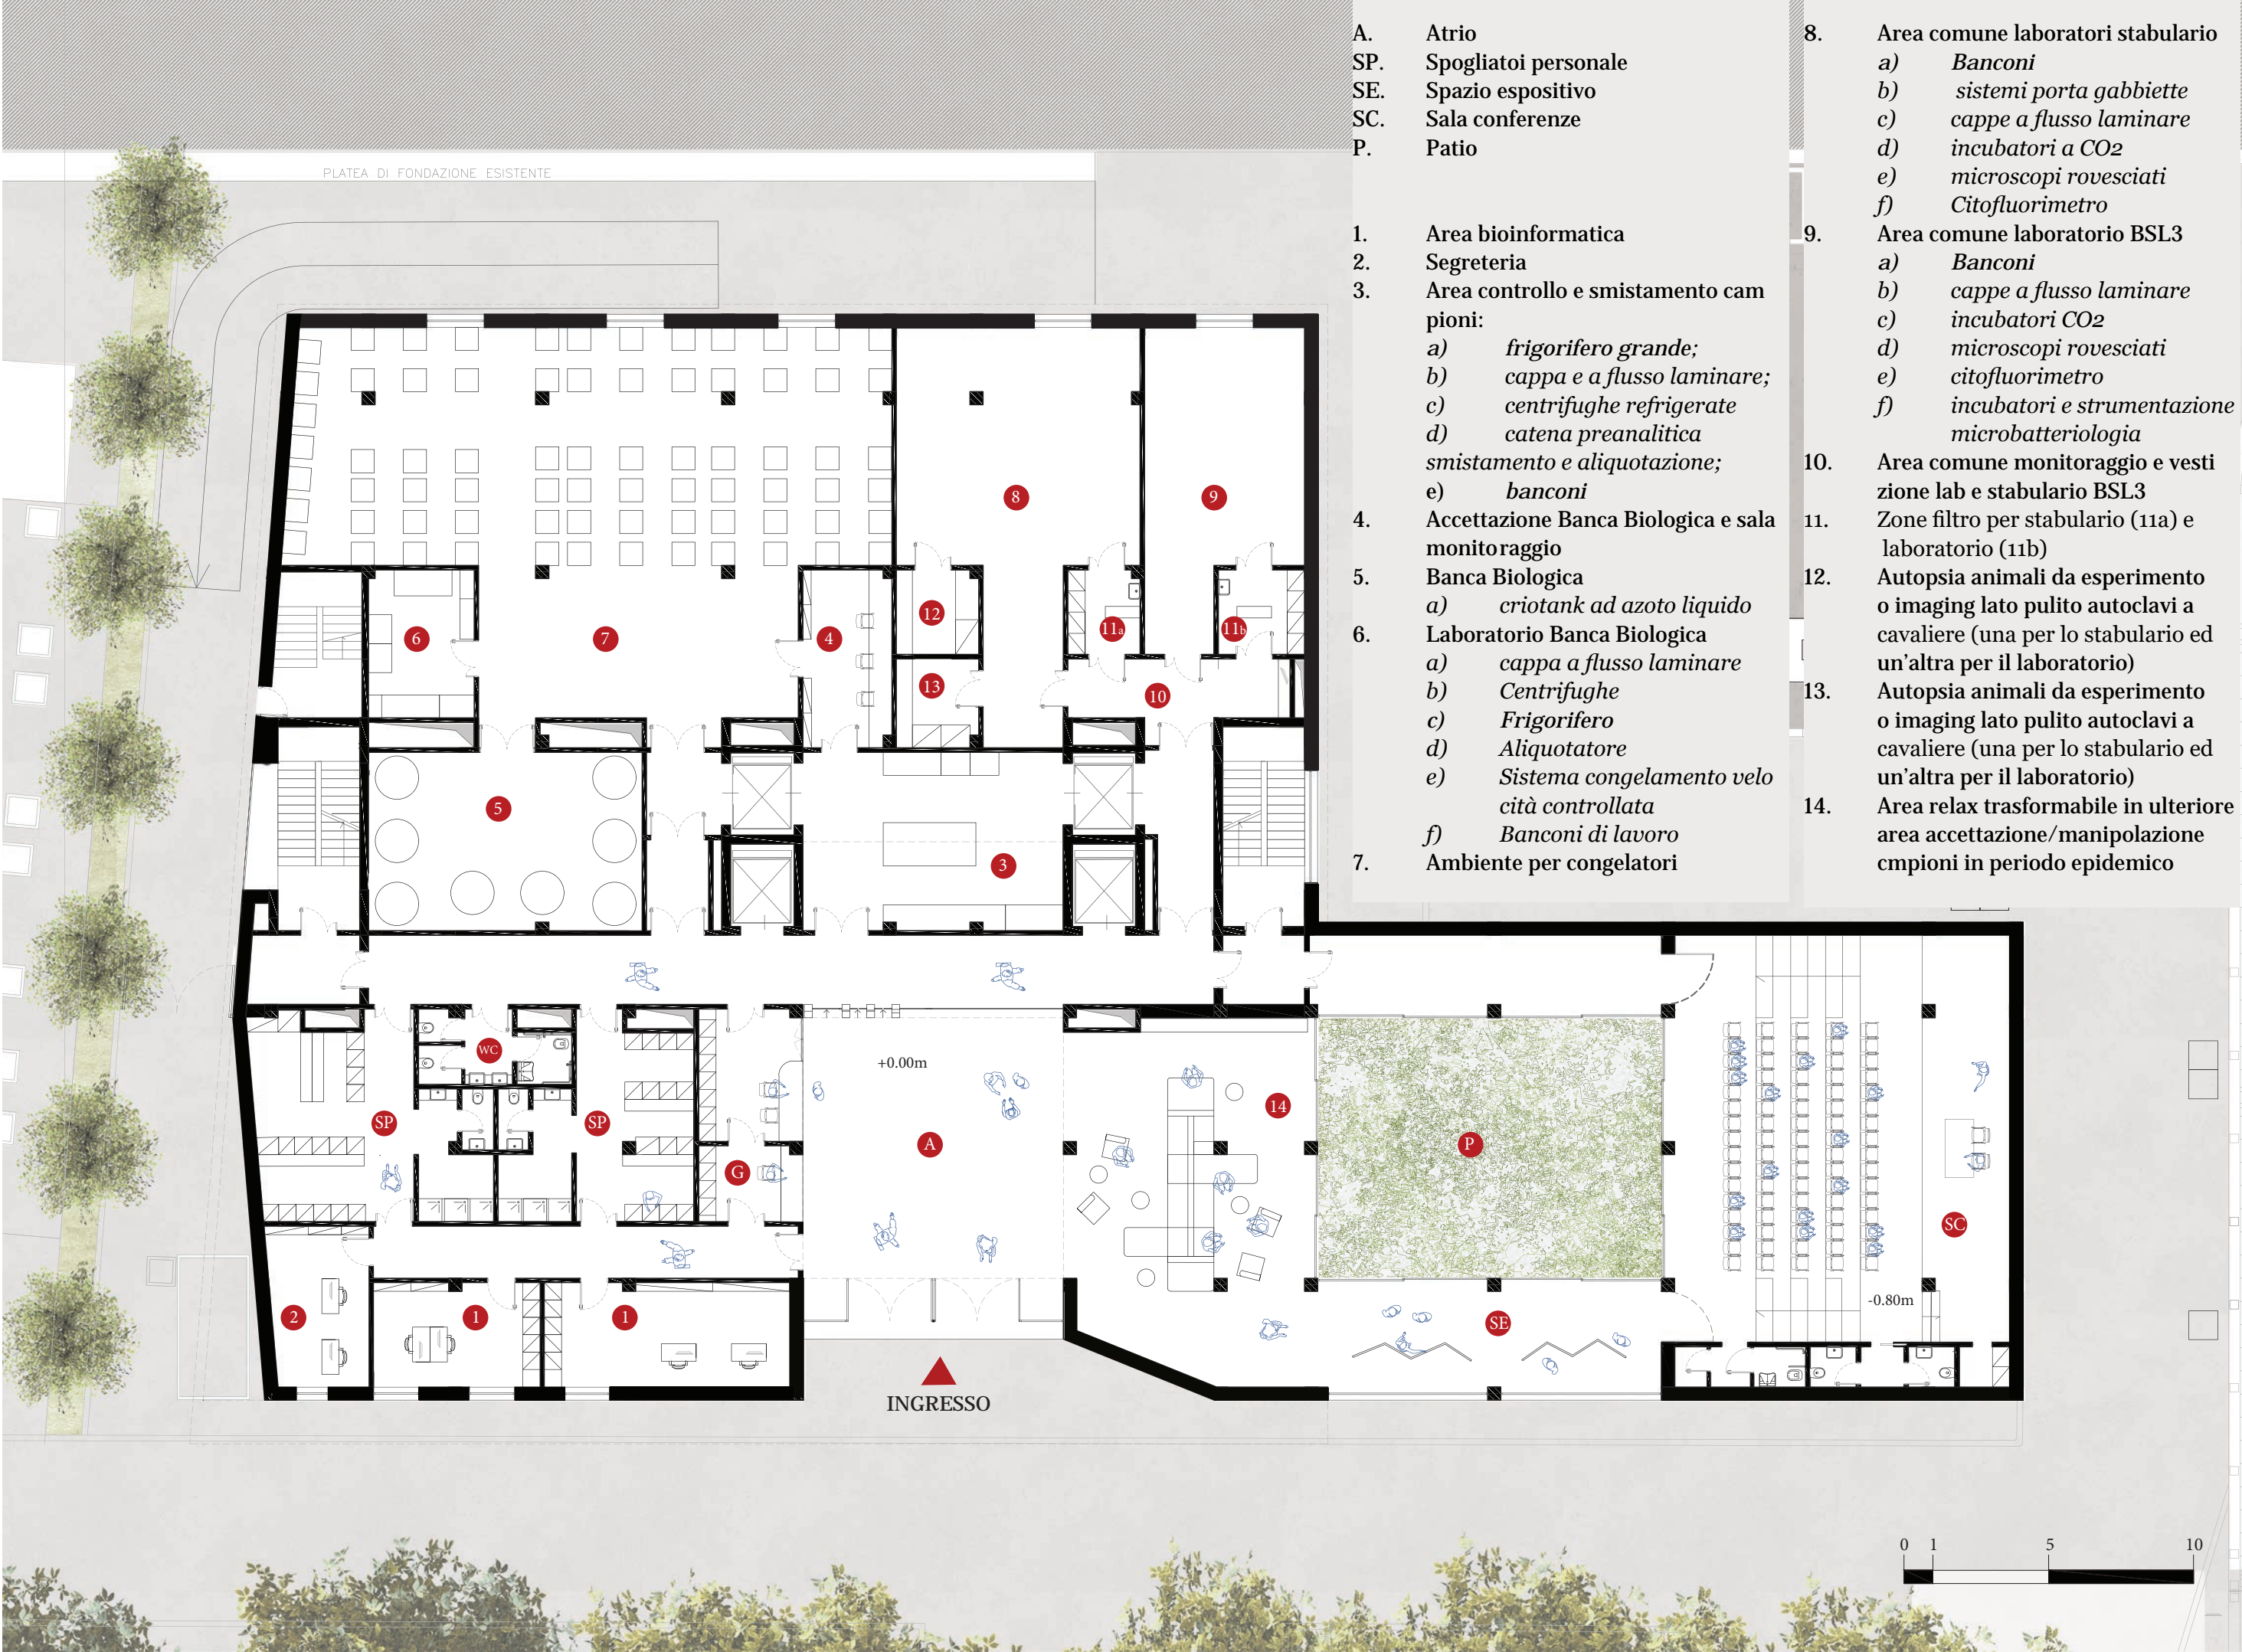 A. Atrio
SP. Spogliatoi personale
SE. Spazio espositivo
SC. Sala conferenze
P. Patio
1. Area bioinformatica
2. Segreteria
3. Area controllo e smistamento cam
pioni:
a) frigorifero grande;
b) cappa e a flusso laminare;
c) centrifughe refrigerate
d) catena preanalitica
smistamento e aliquotazione;
e) banconi
4. Accettazione Banca Biologica e sala
monitoraggio
5. Banca Biologica
a) criotank ad azoto liquido
6. Laboratorio Banca Biologica
a) cappa a flusso laminare
b) Centrifughe
c) Frigorifero
d) Aliquotatore
e) Sistema congelamento velo
cità controllata
f) Banconi di lavoro
7. Ambiente per congelatori
8. Area comune laboratori stabulario
a) Banconi
b) sistemi porta gabbiette
c) cappe a flusso laminare
d) incubatori a CO2
e) microscopi rovesciati
f) Citofluorimetro
9. Area comune laboratorio BSL3
a) Banconi
b) cappe a flusso laminare
c) incubatori CO2
d) microscopi rovesciati
e) citofluorimetro
f) incubatori e strumentazione
microbatteriologia
10. Area comune monitoraggio e vesti
zione lab e stabulario BSL3
11. Zone filtro per stabulario (11a) e
laboratorio (11b)
12. Autopsia animali da esperimento
o imaging lato pulito autoclavi a
cavaliere (una per lo stabulario ed
un'altra per il laboratorio)
13. Autopsia animali da esperimento
o imaging lato pulito autoclavi a
cavaliere (una per lo stabulario ed
un'altra per il laboratorio)
14. Area relax trasformabile in ulteriore
area accettazione/manipolazione
cmpioni in periodo epidemico
PLATEA DI FONDAZIONE ESISTENTE
8
9
12
11a
11b
6
7
4
13
10
5
3
WC
+0.00m
14
SP
SP
A
P
G
SC
-0.80m
2
1
1
SE
INGRESSO
0 1 5 10